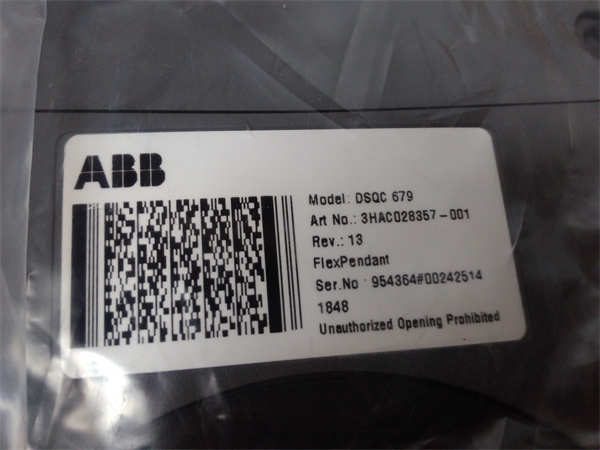 ABB
Model: DSQC 679
Art No.: 3HAC028357-001
Rev.: 13
FlexPendant
Ser.No: 954364#00242514
1848
Unauthorized Opening Prohibited